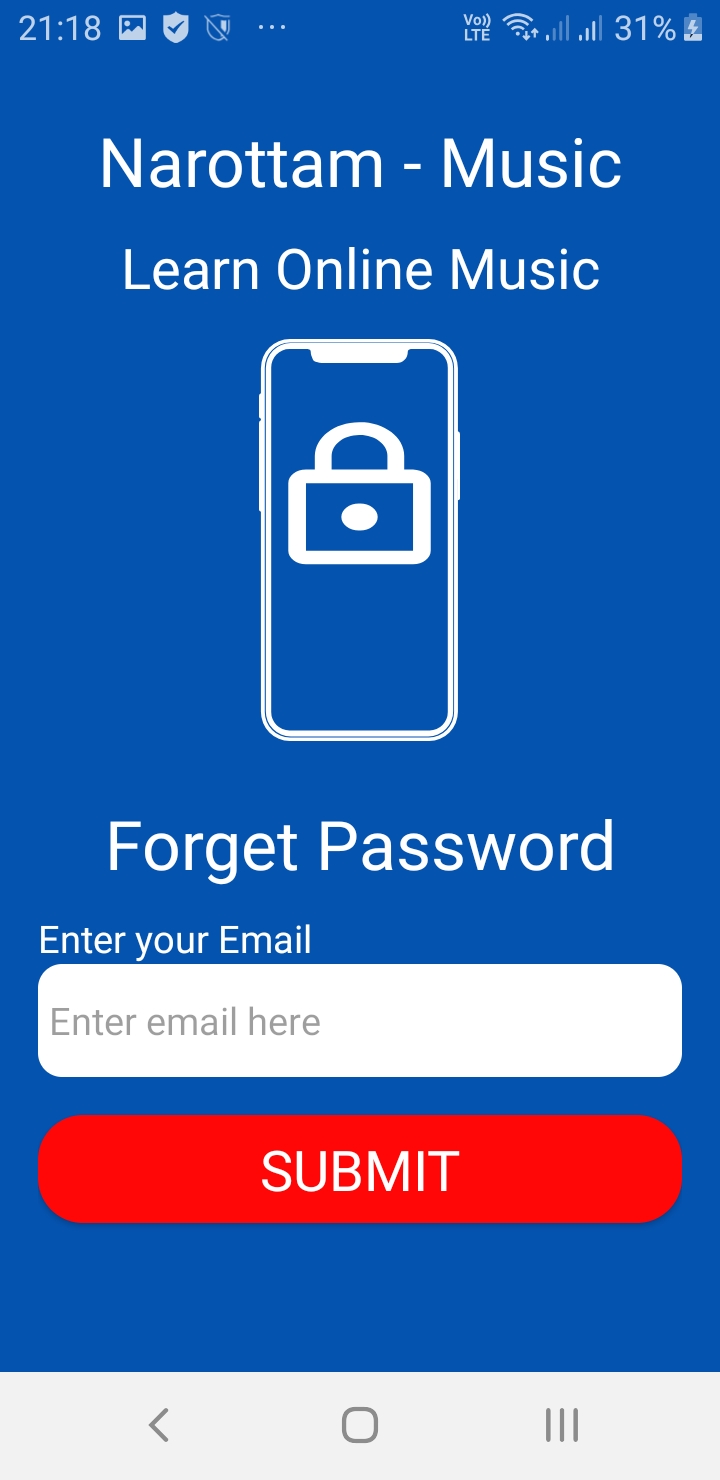 21:18 Vo)) LTE 31%
Narottam - Music
Learn Online Music
Forget Password
Enter your Email
Enter email here
SUBMIT